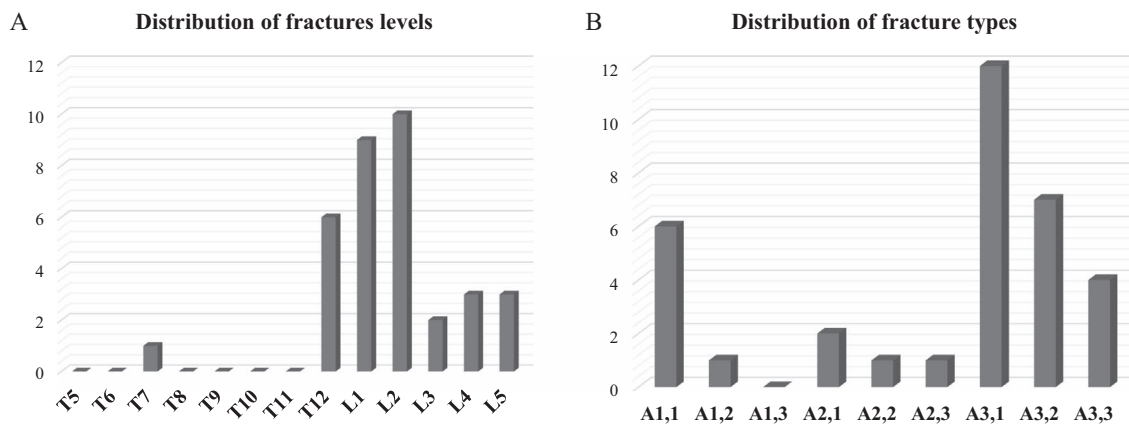 A
Distribution of fractures levels
12
10
8
6
4
2
0
T5 T6 T7 T8 T9 T10 T11 T12 L1 L2 L3 L4 L5
B
Distribution of fracture types
12
10
8
6
4
2
0
A1,1 A1,2 A1,3 A2,1 A2,2 A2,3 A3,1 A3,2 A3,3